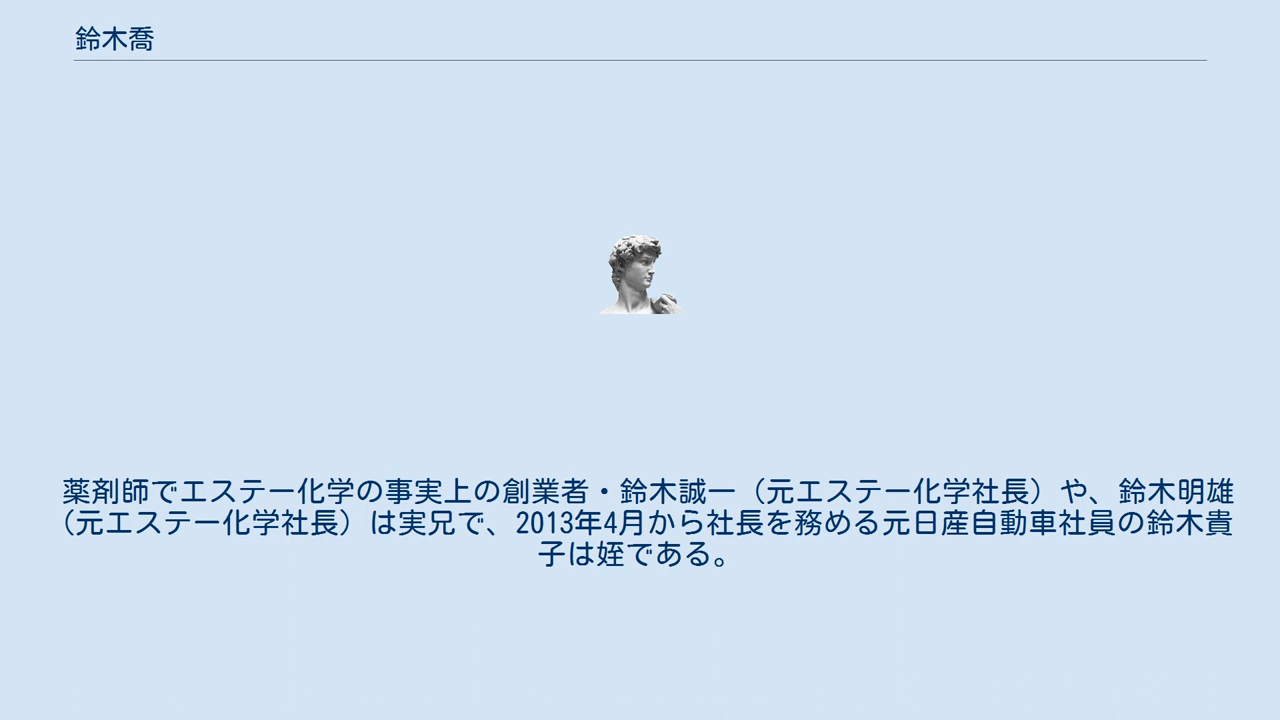 鈴木喬
薬剤師でエステー化学の事実上の創業者・鈴木誠一（元エステー化学社長）や、鈴木明雄
（元エステー化学社長）は実兄で、2013年4月から社長を務める元日産自動車社員の鈴木貴
子は姪である。